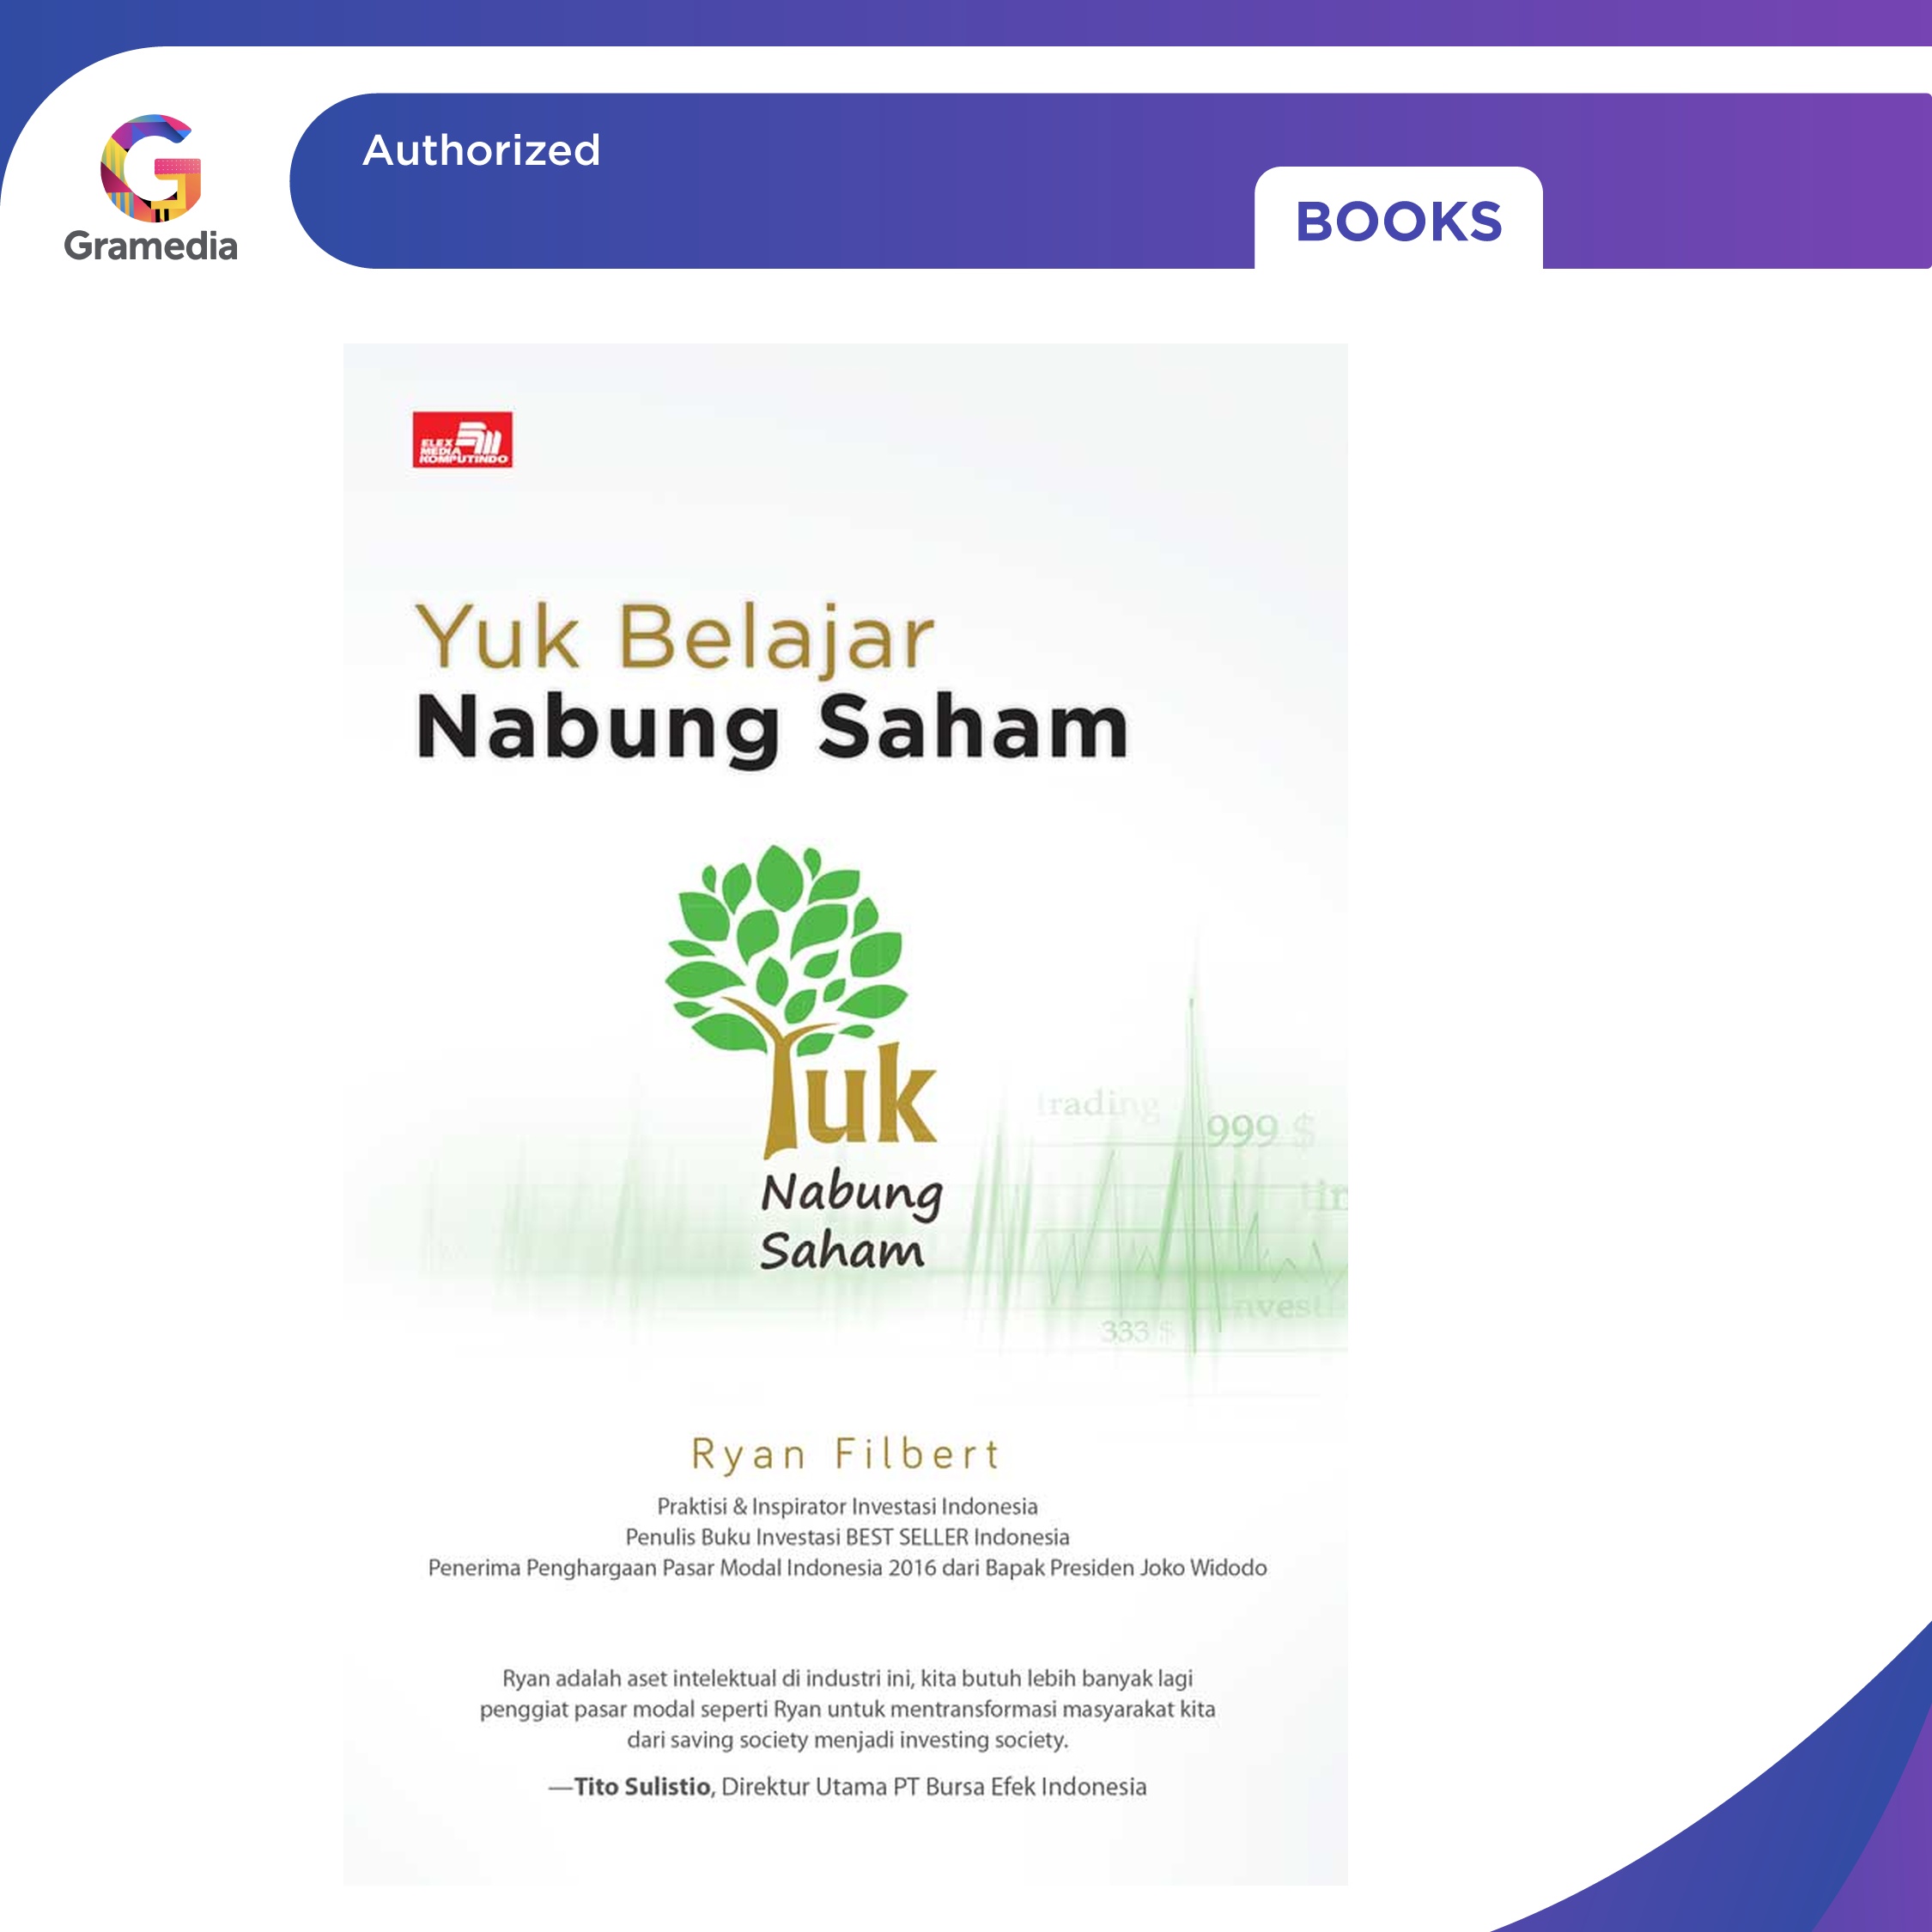 Gramedia
Authorized
BOOKS
ELEX
MEDIA
KOMPUTINDO
Yuk Belajar
Nabung Saham
Yuk
Nabung
Saham
trading
999 $
tin
invest
333 $
Ryan Filbert
Praktisi & Inspirator Investasi Indonesia
Penulis Buku Investasi BEST SELLER Indonesia
Penerima Penghargaan Pasar Modal Indonesia 2016 dari Bapak Presiden Joko Widodo
Ryan adalah aset intelektual di industri ini, kita butuh lebih banyak lagi
penggiat pasar modal seperti Ryan untuk mentransformasi masyarakat kita
dari saving society menjadi investing society.
—Tito Sulistio, Direktur Utama PT Bursa Efek Indonesia